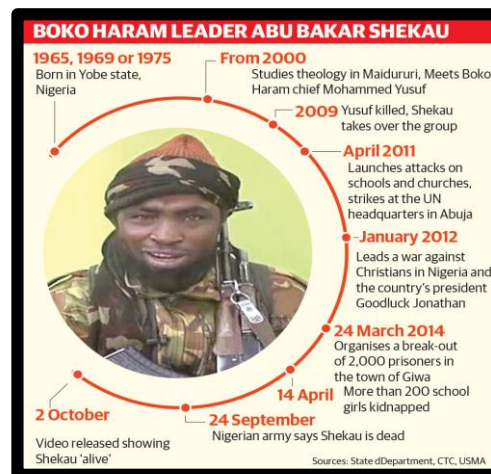 BOKO HARAM LEADER ABU BAKAR SHEKAU
1965, 1969 or 1975
Born in Yobe state,
Nigeria
From 2000
Studies theology in Maidururi, Meets Boko
Haram chief Mohammed Yusuf
2009 Yusuf killed, Shekau
takes over the group
April 2011
Launches attacks on
schools and churches,
strikes at the UN
headquarters in Abuja
January 2012
Leads a war against
Christians in Nigeria and
the country's president
Goodluck Jonathan
24 March 2014
Organises a break-out
of 2,000 prisoners in
the town of Giwa
14 April More than 200 school
girls kidnapped
24 September
Nigerian army says Shekau is dead
2 October
Video released showing
Shekau 'alive'
Sources: State dDepartment, CTC, USMA